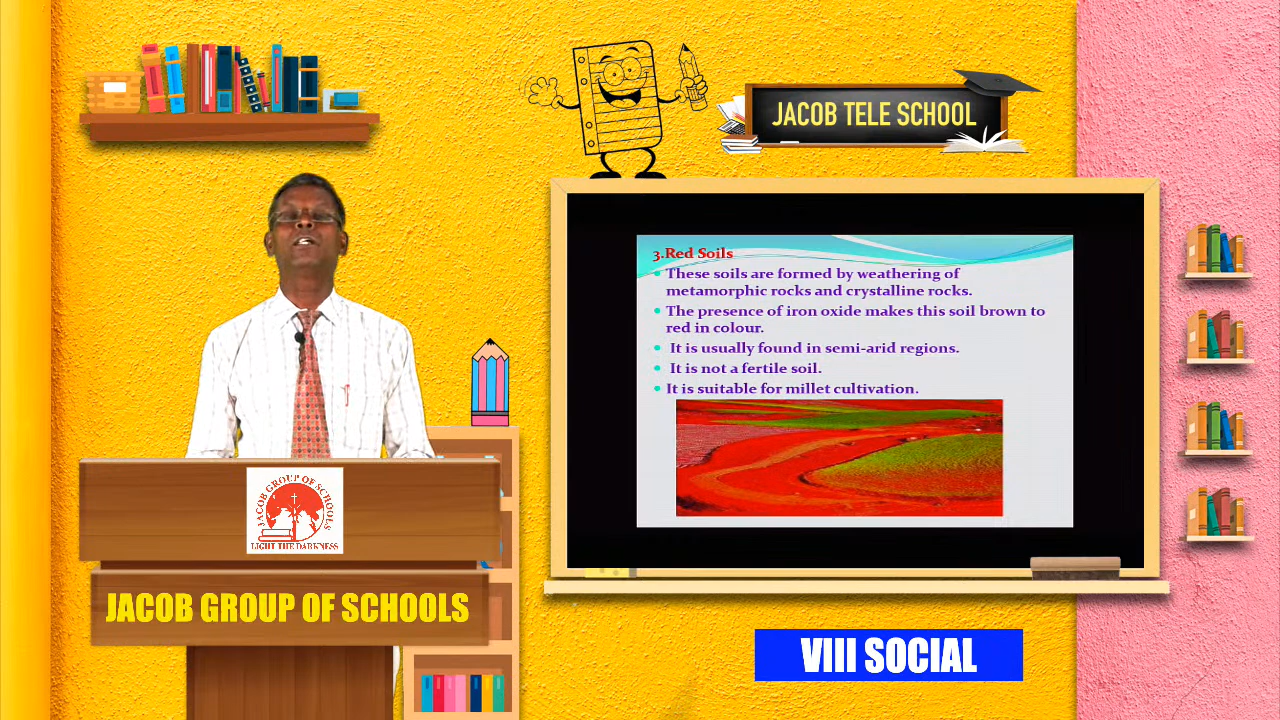 JACOB TELE SCHOOL
3.Red Soils
These soils are formed by weathering of
metamorphic rocks and crystalline rocks.
The presence of iron oxide makes this soil brown to
red in colour.
It is usually found in semi-arid regions.
It is not a fertile soil.
It is suitable for millet cultivation.
JACOB GROUP OF SCHOOLS
LIGHT THE DARKNESS
JACOB GROUP OF SCHOOLS
VIII SOCIAL